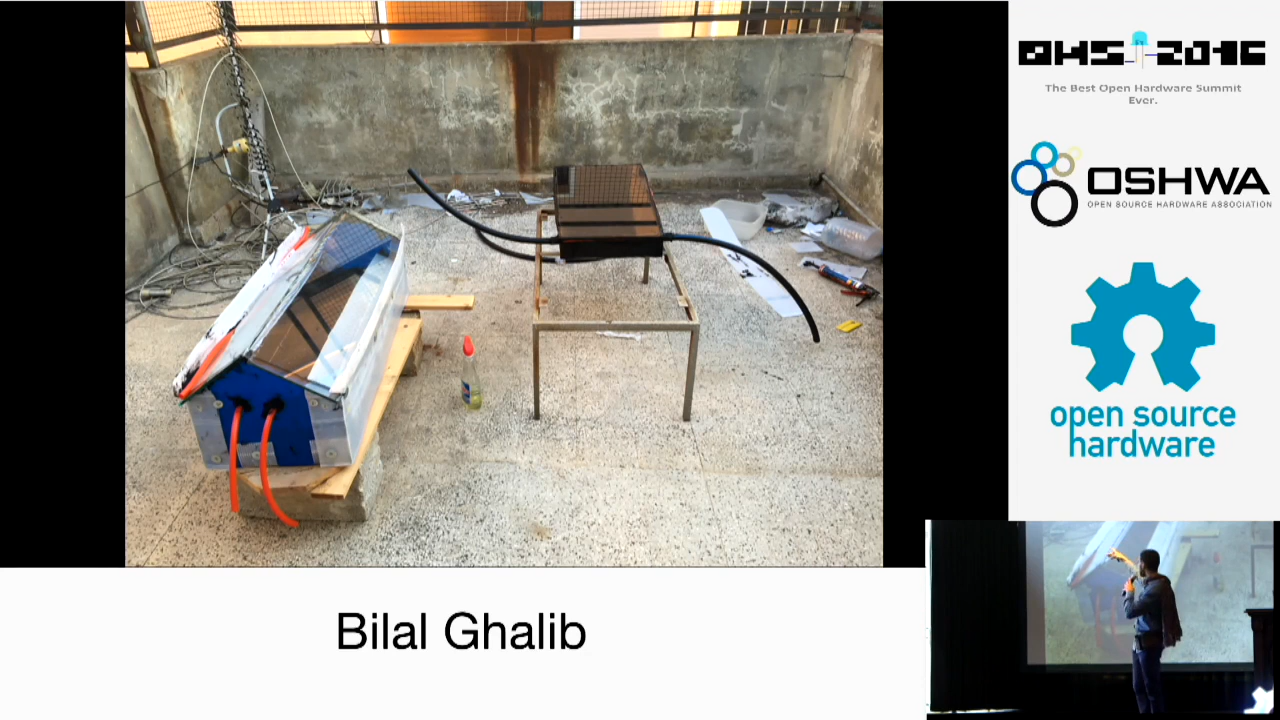 OHS 2016
The Best Open Hardware Summit
Ever.
OSHWA
OPEN SOURCE HARDWARE ASSOCIATION
open source
hardware
Bilal Ghalib